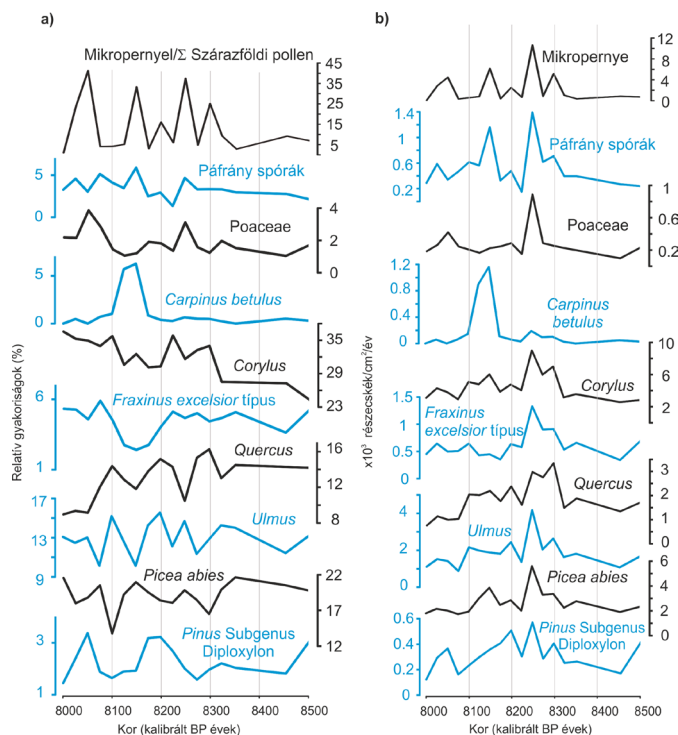 a)
Mikropernyel/Σ Szárazföldi pollen
45
35
25
15
5
Páfrány spórák
5
0
Poaceae
4
2
0
5
0
Carpinus betulus
35
31
27
23
Corylus
6
1
Fraxinus excelsior típus
Quercus
16
12
8
17
13
9
Ulmus
Picea abies
22
17
12
3
1
Pinus Subgenus
Diploxylon
Relatív gyakoriságok (%)
8000 8100 8200 8300 8400 8500
Kor (kalibrált BP évek)
b)
Mikropernye
12
8
4
0
1.4
1
0.6
0.2
Páfrány spórák
Poaceae
1
0.6
0.2
1.2
0.8
0.4
0
Carpinus
betulus
Corylus
10
6
2
1.5
1
0.5
0
Fraxinus
excelsior típus
Quercus
3
2
1
0
4
2
0
Ulmus
Picea abies
6
4
2
0
0.6
0.4
0.2
0
Pinus Subgenus
Diploxylon
x10³ részecskék/cm²/év
8000 8100 8200 8300 8400 8500
Kor (kalibrált BP évek)